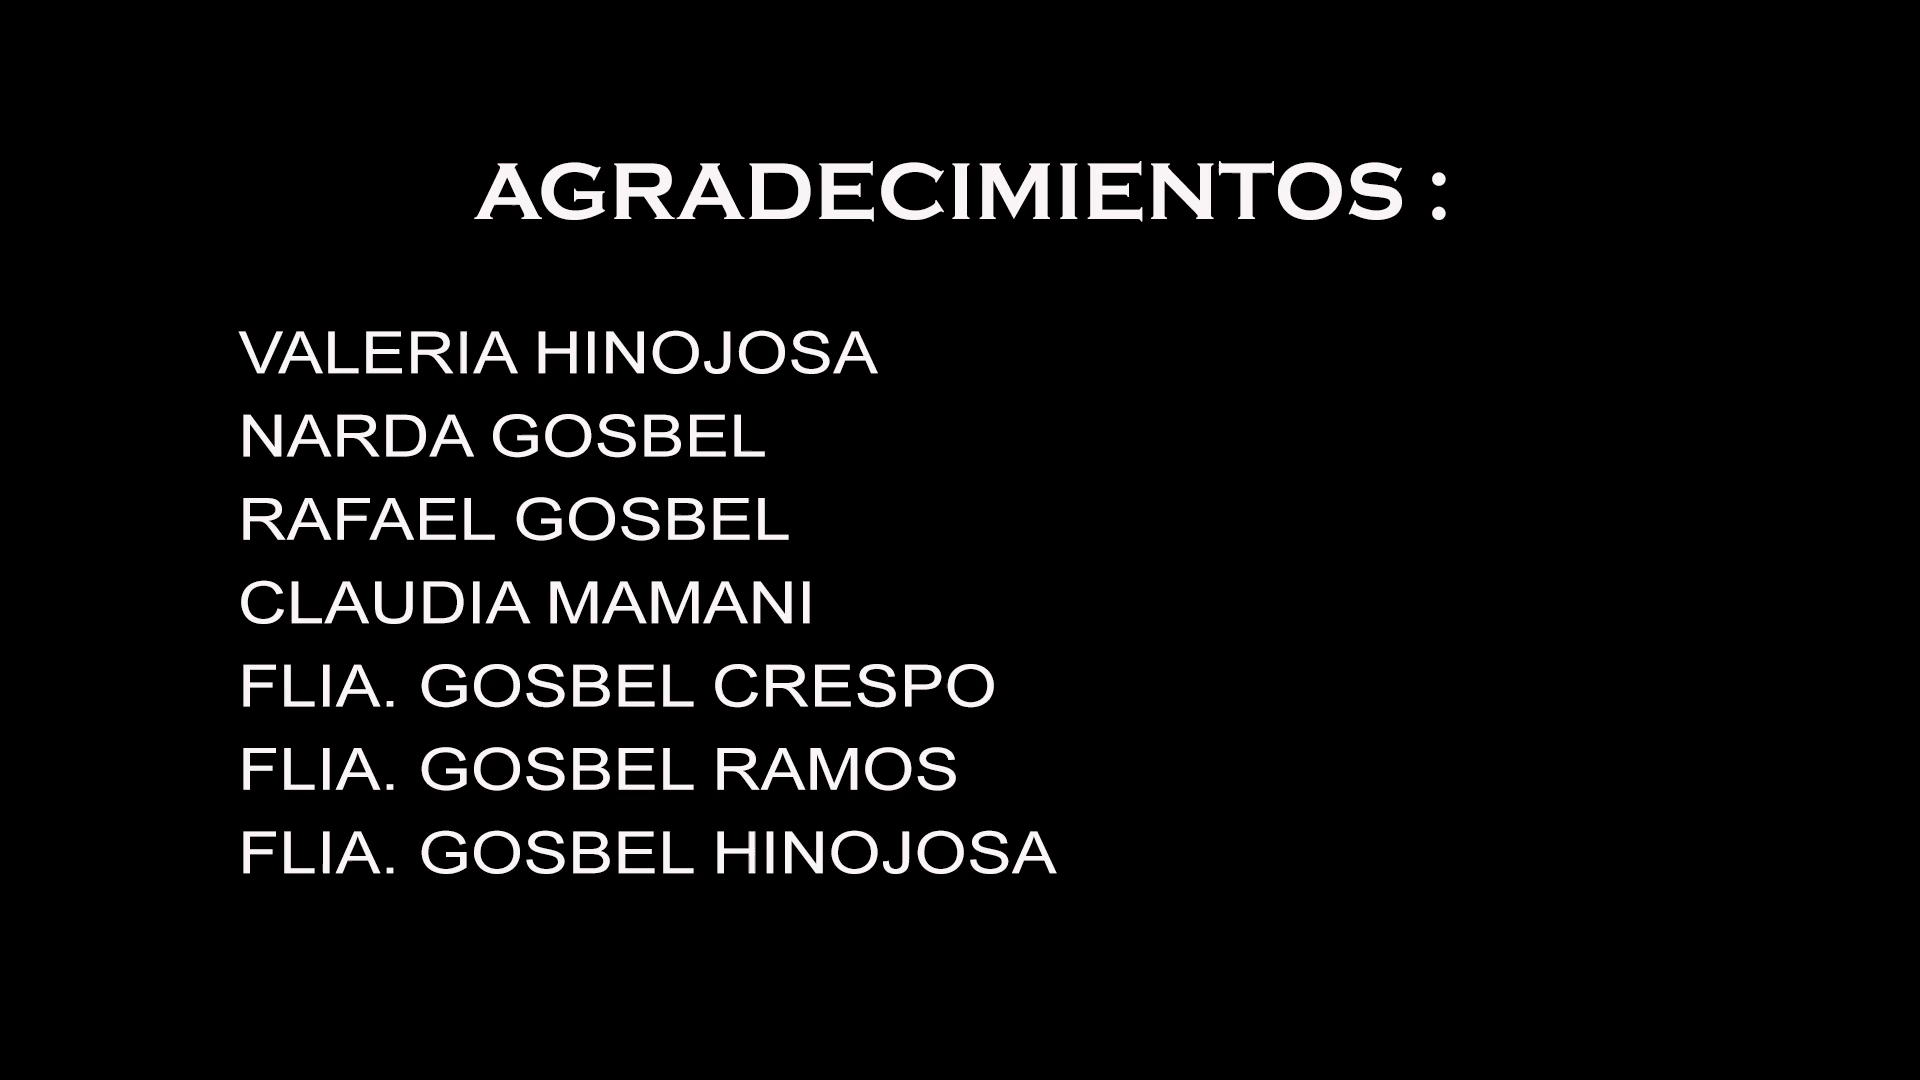 AGRADECIMIENTOS :
VALERIA HINOJOSA
NARDA GOSBEL
RAFAEL GOSBEL
CLAUDIA MAMANI
FLIA. GOSBEL CRESPO
FLIA. GOSBEL RAMOS
FLIA. GOSBEL HINOJOSA